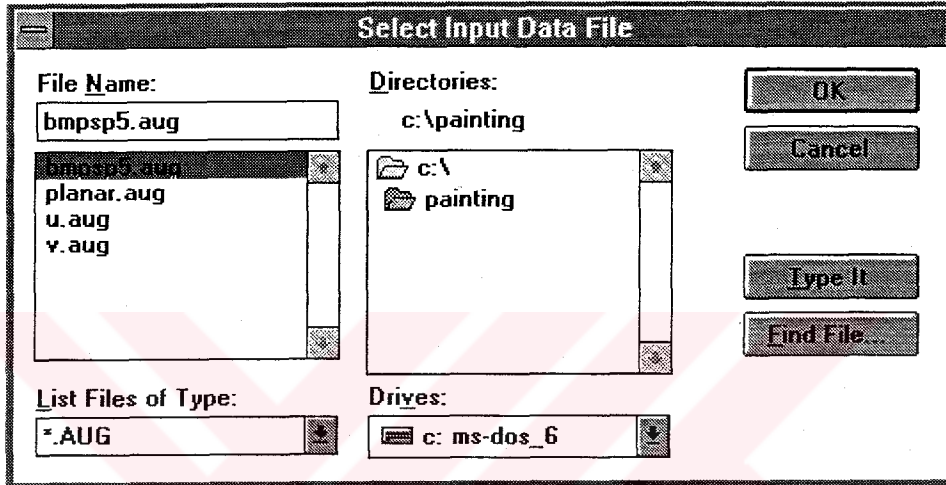 Select Input Data File
File Name:
bmpsp5.aug
bmpsp5.aug
planar.aug
u.aug
v.aug
List Files of Type:
*.AUG
Directories:
c:\painting
c:\
painting
Drives:
c: ms-dos_6
OK
Cancel
Type It
Find File...